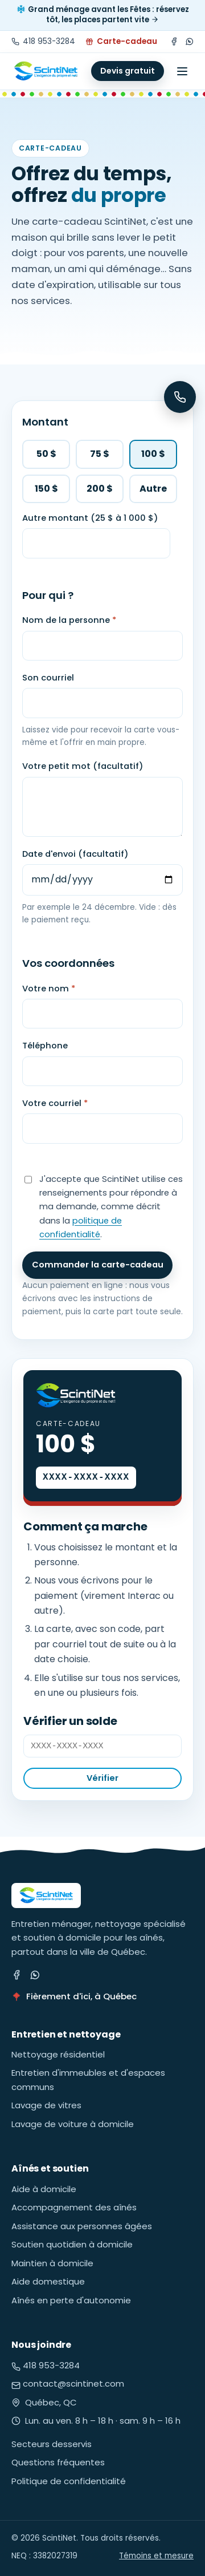 Grand ménage avant les Fêtes : réservez
tôt, les places partent vite →
418 953-3284
Carte-cadeau
ScintiNet
L'élégance du propre et du net!
Devis gratuit
CARTE-CADEAU
Offrez du temps,
offrez du propre
Une carte-cadeau ScintiNet, c'est une
maison qui brille sans lever le petit
doigt : pour vos parents, une nouvelle
maman, un ami qui déménage... Sans
date d'expiration, utilisable sur tous
nos services.
Montant
50 $
75 $
100 $
150 $
200 $
Autre
Autre montant (25 $ à 1 000 $)
Pour qui ?
Nom de la personne *
Son courriel
Laissez vide pour recevoir la carte vous-
même et l'offrir en main propre.
Votre petit mot (facultatif)
Date d'envoi (facultatif)
mm/dd/yyyy
Par exemple le 24 décembre. Vide : dès
le paiement reçu.
Vos coordonnées
Votre nom *
Téléphone
Votre courriel *
J'accepte que ScintiNet utilise ces
renseignements pour répondre à
ma demande, comme décrit
dans la politique de
confidentialité.
Commander la carte-cadeau
Aucun paiement en ligne : nous vous
écrivons avec les instructions de
paiement, puis la carte part toute seule.
ScintiNet
L'élégance du propre et du net!
CARTE-CADEAU
100 $
XXXX-XXXX-XXXX
Comment ça marche
1. Vous choisissez le montant et la
personne.
2. Nous vous écrivons pour le
paiement (virement Interac ou
autre).
3. La carte, avec son code, part
par courriel tout de suite ou à la
date choisie.
4. Elle s'utilise sur tous nos services,
en une ou plusieurs fois.
Vérifier un solde
XXXX-XXXX-XXXX
Vérifier
ScintiNet
Entretien ménager, nettoyage spécialisé
et soutien à domicile pour les aînés,
partout dans la ville de Québec.
Fièrement d'ici, à Québec
Entretien et nettoyage
Nettoyage résidentiel
Entretien d'immeubles et d'espaces
communs
Lavage de vitres
Lavage de voiture à domicile
Aînés et soutien
Aide à domicile
Accompagnement des aînés
Assistance aux personnes âgées
Soutien quotidien à domicile
Maintien à domicile
Aide domestique
Aînés en perte d'autonomie
Nous joindre
418 953-3284
contact@scintinet.com
Québec, QC
Lun. au ven. 8 h – 18 h · sam. 9 h – 16 h
Secteurs desservis
Questions fréquentes
Politique de confidentialité
© 2026 ScintiNet. Tous droits réservés.
NEQ : 3382027319
Témoins et mesure